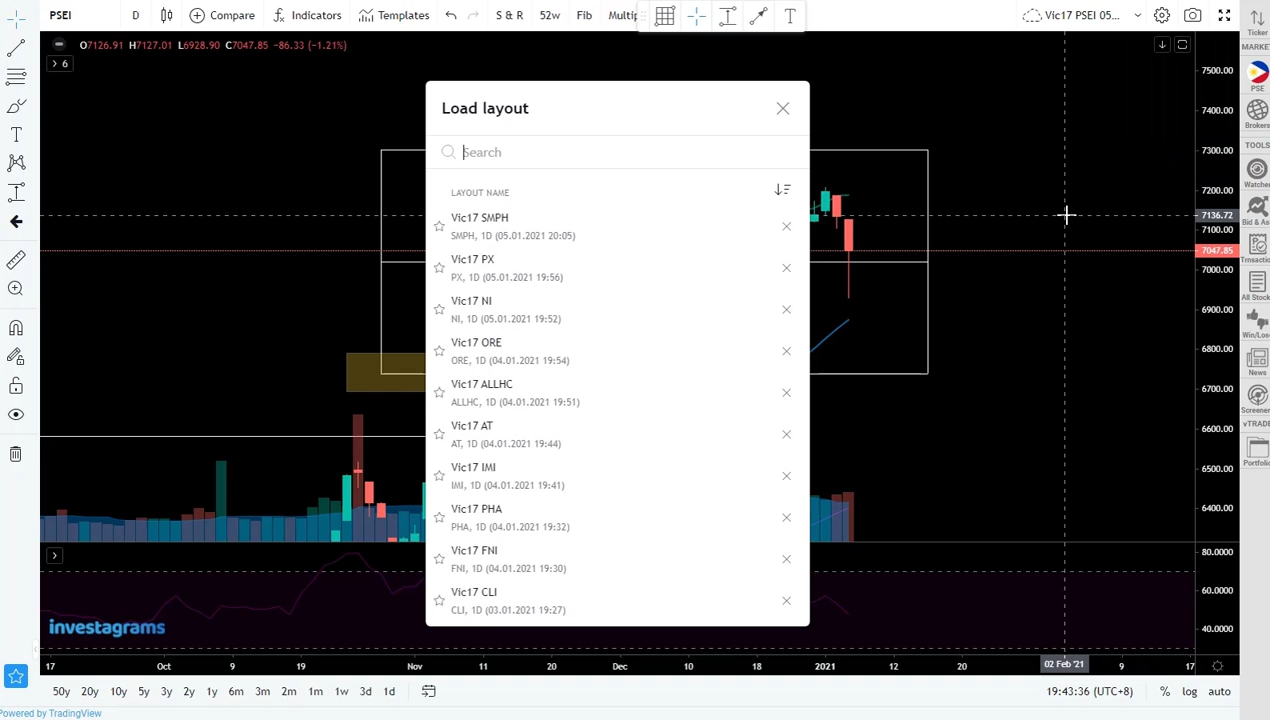 PSEI
D
Compare
Indicators
Templates
S & R
52w
Fib
Multip
Vic17 PSEI 05...
O7126.91 H7127.01 L6928.90 C7047.85 −86.33 (−1.21%)
6
Load layout
Search
LAYOUT NAME
Vic17 SMPH
SMPH, 1D (05.01.2021 20:05)
Vic17 PX
PX, 1D (05.01.2021 19:56)
Vic17 NI
NI, 1D (05.01.2021 19:52)
Vic17 ORE
ORE, 1D (04.01.2021 19:54)
Vic17 ALLHC
ALLHC, 1D (04.01.2021 19:51)
Vic17 AT
AT, 1D (04.01.2021 19:44)
Vic17 IMI
IMI, 1D (04.01.2021 19:41)
Vic17 PHA
PHA, 1D (04.01.2021 19:32)
Vic17 FNI
FNI, 1D (04.01.2021 19:30)
Vic17 CLI
CLI, 1D (03.01.2021 19:27)
7500.00
7400.00
7300.00
7200.00
7136.72
7100.00
7047.85
7000.00
6900.00
6800.00
6700.00
6600.00
6500.00
6400.00
80.0000
60.0000
40.0000
Ticker
MARKE
PSE
Brokers
TOOLS
Watcher
Bid & As
Trnsactio
All Stock
Win/Lose
News
Screener
vTRADE
Portfolio
investagrams
17 Oct 9 19 Nov 11 20 Dec 10 18 2021 12 20 02 Feb '21 9 17
50y 20y 10y 5y 3y 2y 1y 6m 3m 2m 1m 1w 3d 1d
19:43:36 (UTC+8)
% log auto
Powered by TradingView